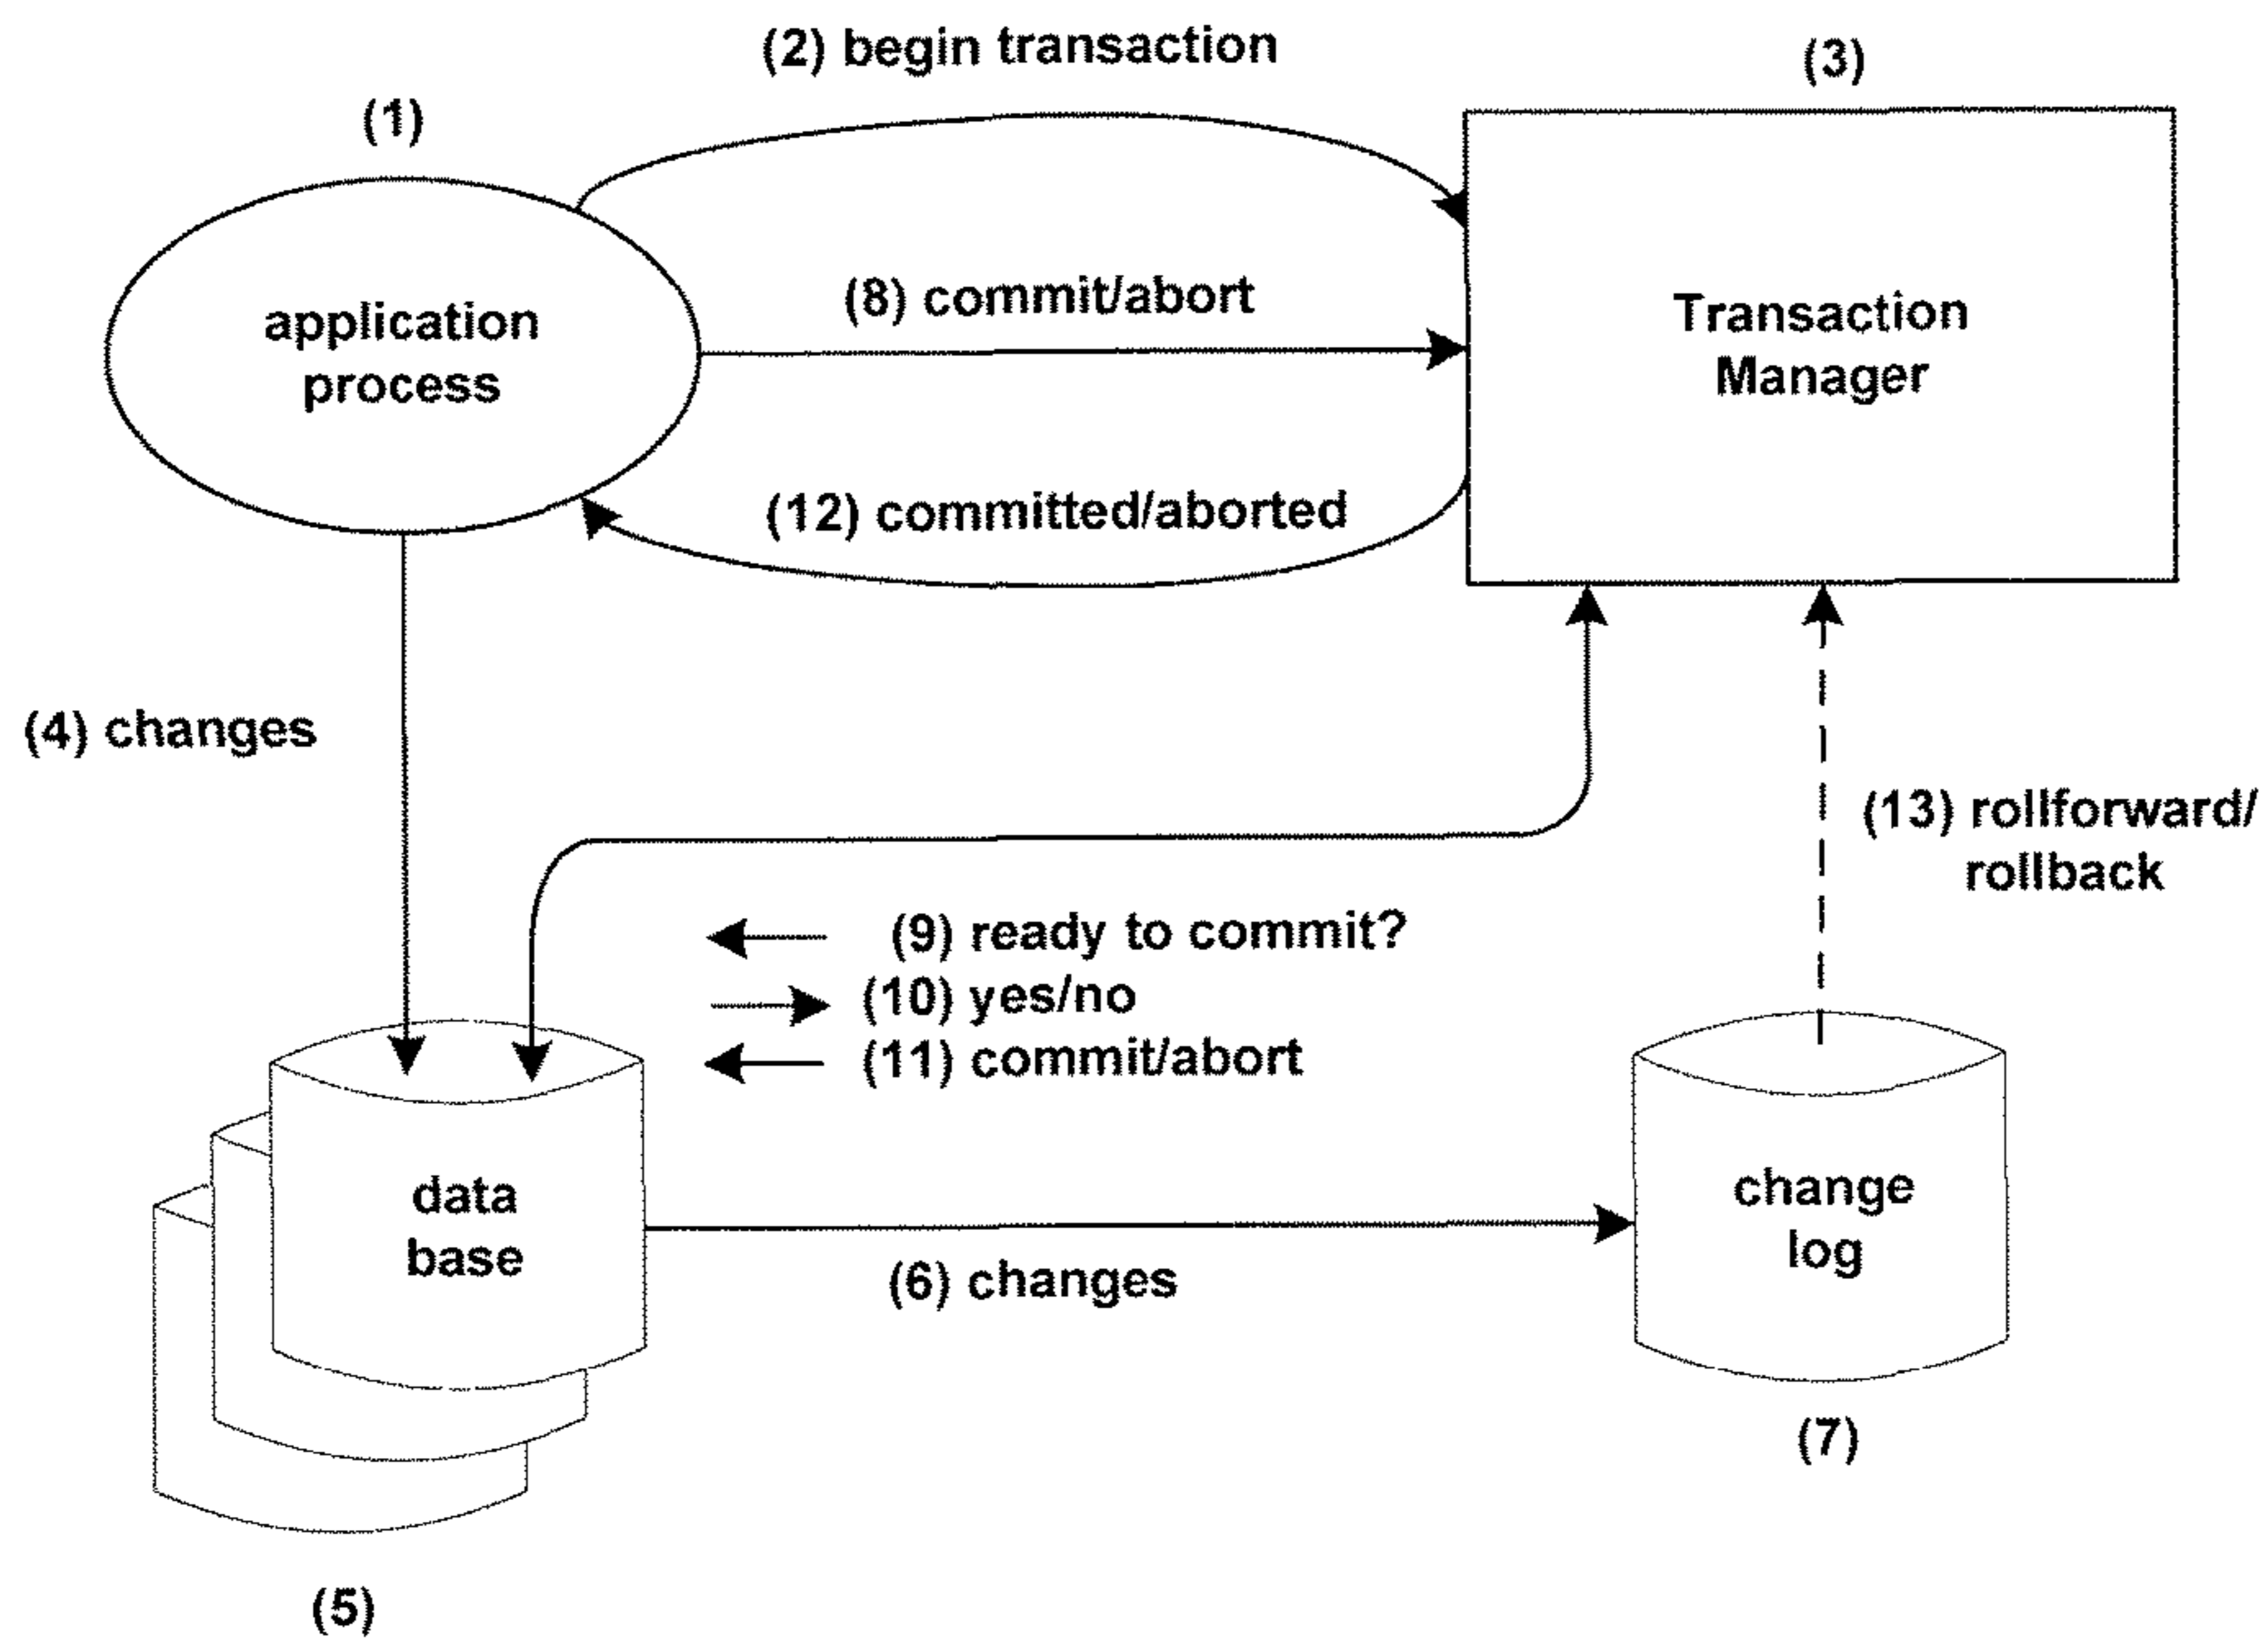 (2) begin transaction
(3)
(1)
application
process
(8) commit/abort
Transaction
Manager
(12) committed/aborted
(4) changes
(13) rollforward/
rollback
(9) ready to commit?
(10) yes/no
(11) commit/abort
data
base
change
log
(6) changes
(7)
(5)